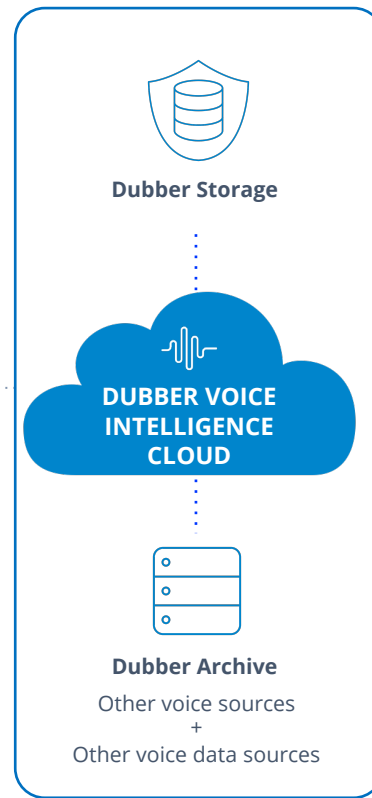 Dubber Storage
DUBBER VOICE
INTELLIGENCE
CLOUD
Dubber Archive
Other voice sources
+
Other voice data sources